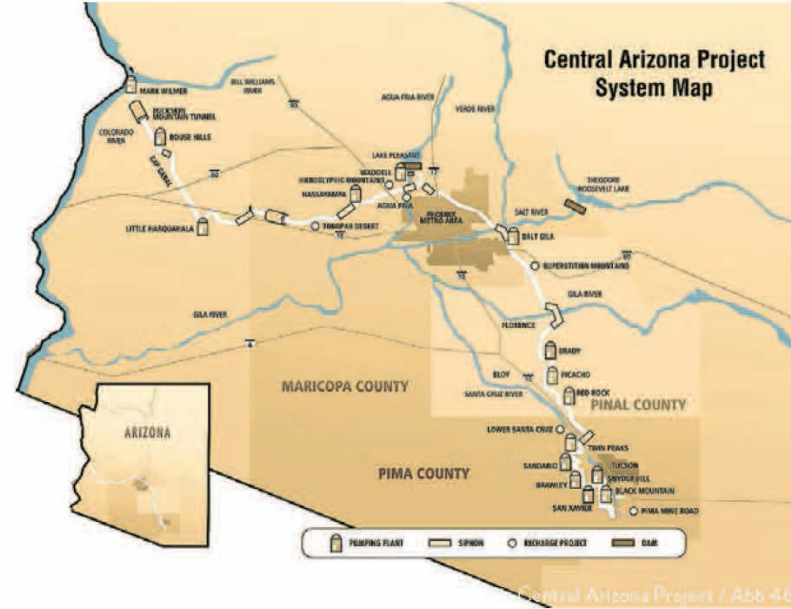 Central Arizona Project
System Map
MARK WILMER
BILL WILLIAMS
RIVER
BUCKSKIN
MOUNTAIN TUNNEL
COLORADO
RIVER
BOUSE HILLS
CAP CANAL
AGUA FRIA RIVER
VERDE RIVER
LAKE PLEASANT
WADDELL
HIEROGLYPHIC MOUNTAINS
HASSAYAMPA
AGUA FRIA
PHOENIX
METRO AREA
THEODORE
ROOSEVELT LAKE
SALT RIVER
LITTLE HARQUAHALA
TONOPAH DESERT
SALT GILA
SUPERSTITION MOUNTAINS
GILA RIVER
GILA RIVER
FLORENCE
BRADY
PICACHO
ELOY
RED ROCK
SANTA CRUZ RIVER
MARICOPA COUNTY
PINAL COUNTY
ARIZONA
LOWER SANTA CRUZ
TWIN PEAKS
PIMA COUNTY
SANDARIO
TUCSON
SNYDER HILL
BRAWLEY
BLACK MOUNTAIN
SAN XAVIER
PIMA MINE ROAD
PUMPING PLANT
SIPHON
RECHARGE PROJECT
DAM
Central Arizona Project / Abb 46